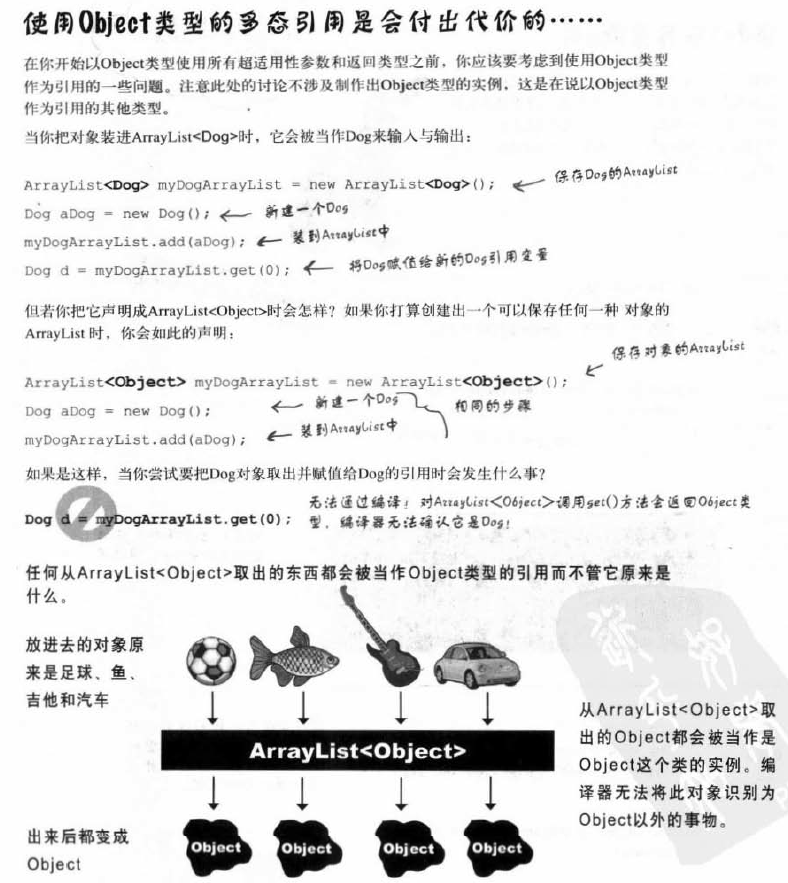 使用Object类型的多态引用是会付出代价的……
在你开始以Object类型使用所有超适用性参数和返回类型之前，你应该要考虑到使用Object类型
作为引用的一些问题。注意此处的讨论不涉及制作出Object类型的实例，这是在说以Object类型
作为引用的其他类型。
当你把对象装进ArrayList<Dog>时，它会被当作Dog来输入与输出：
ArrayList<Dog> myDogArrayList = new ArrayList<Dog>(); 保存Dog的ArrayList
Dog aDog = new Dog(); 新建一个Dog
myDogArrayList.add(aDog); 装到ArrayList中
Dog d = myDogArrayList.get(0); 将Dog赋值给新的Dog引用变量
但若你把它声明成ArrayList<Object>时会怎样？如果你打算创建出一个可以保存任何一种 对象的
ArrayList 时，你会如此的声明：
保存对象的ArrayList
ArrayList<Object> myDogArrayList = new ArrayList<Object>();
Dog aDog = new Dog(); 新建一个Dog 相同的步骤
myDogArrayList.add(aDog); 装到ArrayList中
如果是这样，当你尝试要把Dog对象取出并赋值给Dog的引用时会发生什么事？
Dog d = myDogArrayList.get(0); 无法通过编译！对ArrayList<Object>调用get()方法会返回Object类
型，编译器无法确认它是Dog！
任何从ArrayList<Object>取出的东西都会被当作Object类型的引用而不管它原来是
什么。
放进去的对象原
来是足球、鱼、
吉他和汽车
ArrayList<Object>
从ArrayList<Object>取
出的Object都会被当作是
Object这个类的实例。编
译器无法将此对象识别为
Object以外的事物。
出来后都变成
Object
Object Object Object Object